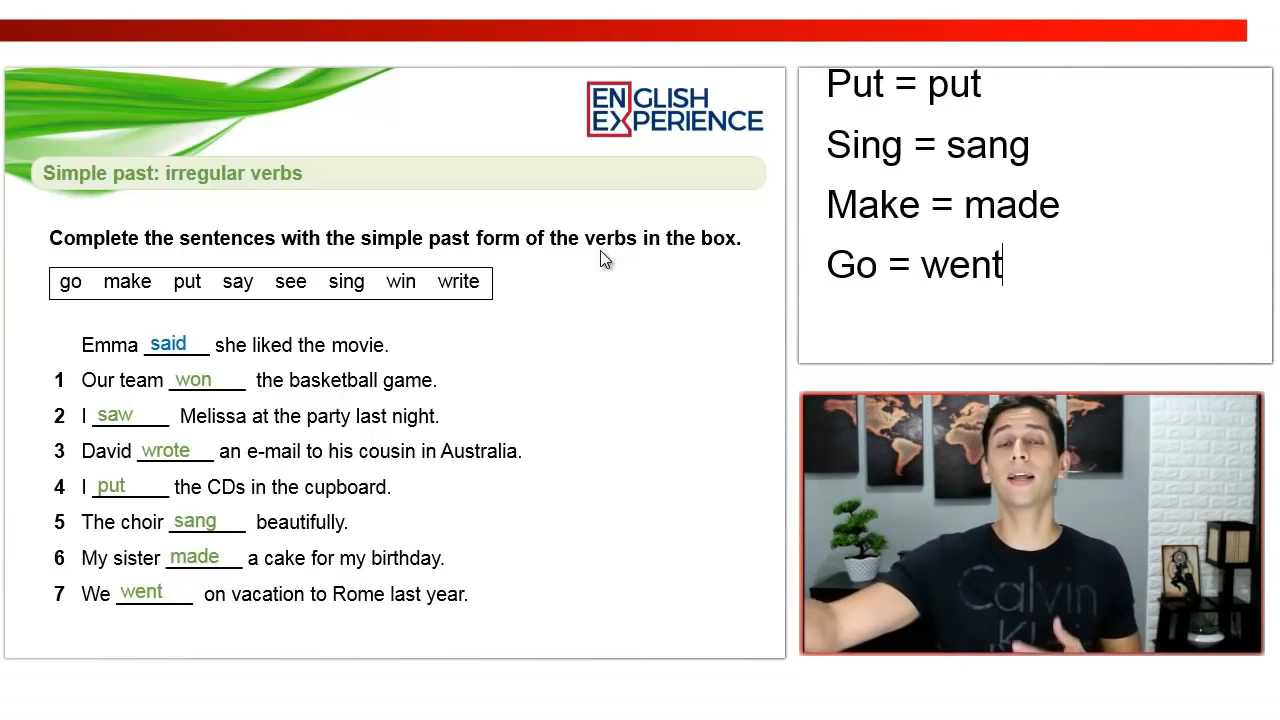 ENGLISH
EXPERIENCE
Simple past: irregular verbs
Complete the sentences with the simple past form of the verbs in the box.
go make put say see sing win write
Emma said she liked the movie.
1 Our team won the basketball game.
2 I saw Melissa at the party last night.
3 David wrote an e-mail to his cousin in Australia.
4 I put the CDs in the cupboard.
5 The choir sang beautifully.
6 My sister made a cake for my birthday.
7 We went on vacation to Rome last year.
Put = put
Sing = sang
Make = made
Go = went
Calvin